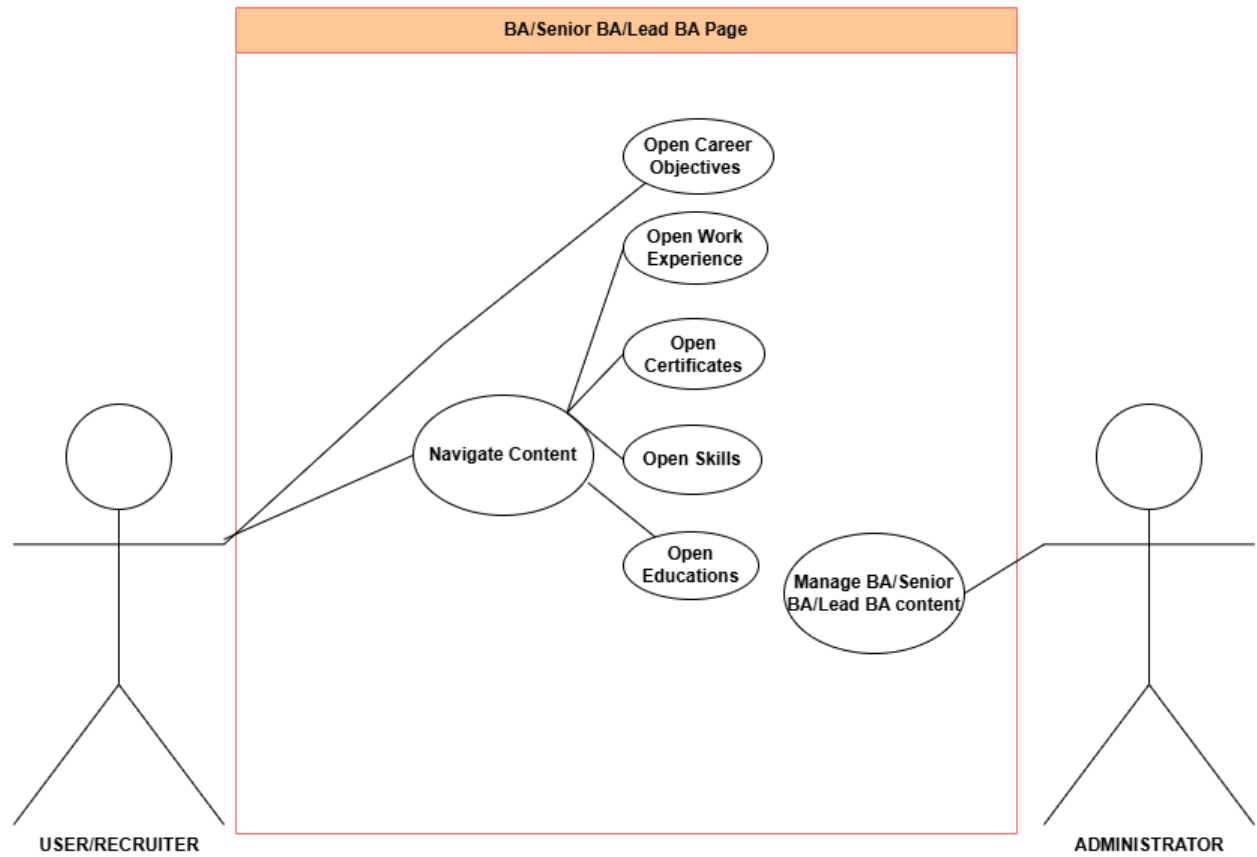 BA/Senior BA/Lead BA Page
Open Career
Objectives
Open Work
Experience
Open
Certificates
Navigate Content
Open Skills
Open
Educations
Manage BA/Senior
BA/Lead BA content
USER/RECRUITER
ADMINISTRATOR